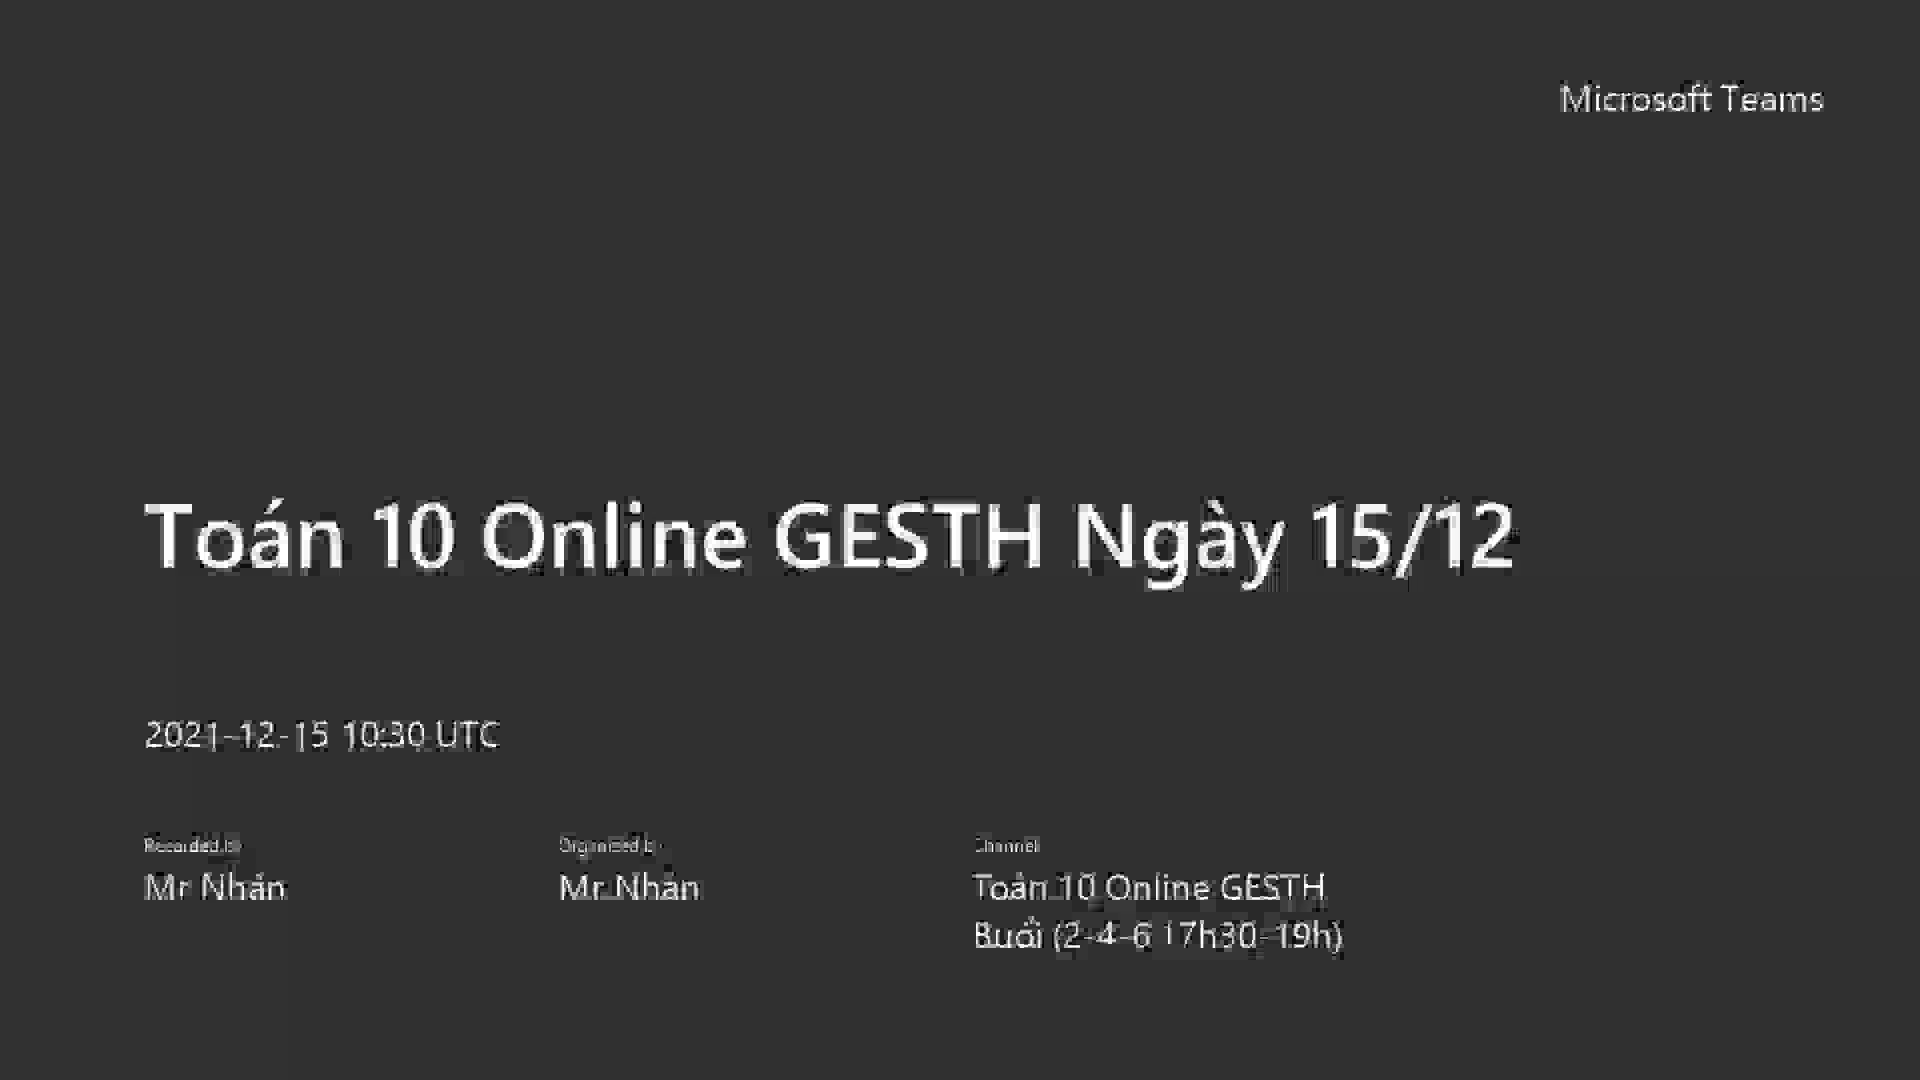 Microsoft Teams
Toán 10 Online GESTH Ngày 15/12
2021-12-15 10:30 UTC
Recorded by
Organized by
Channel
Mr Nhân
Mr Nhân
Toán 10 Online GESTH
Buổi (2-4-6 17h30-19h)